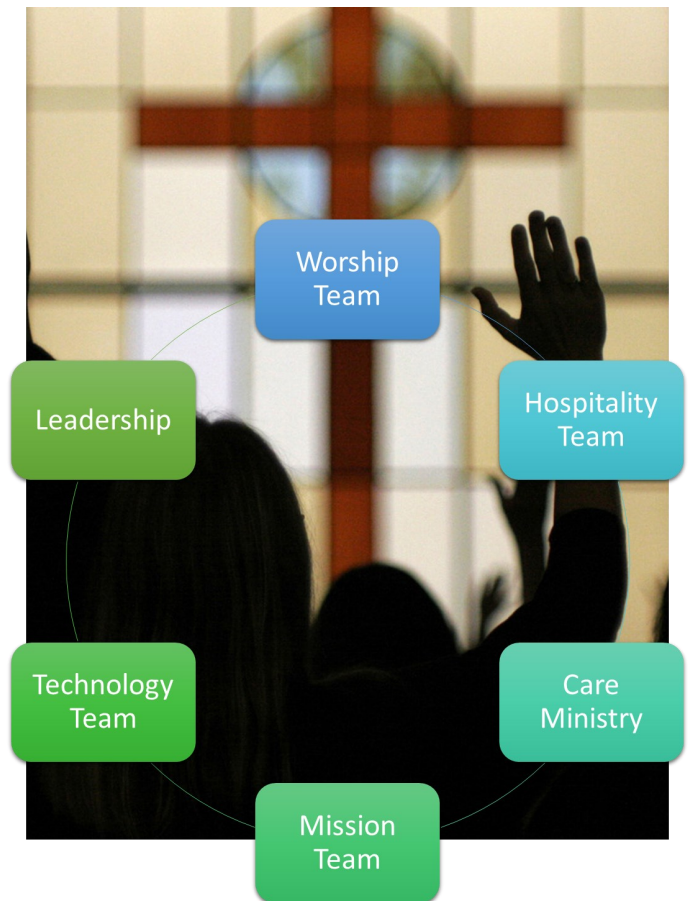 Worship
Team
Hospitality
Team
Care
Ministry
Mission
Team
Technology
Team
Leadership